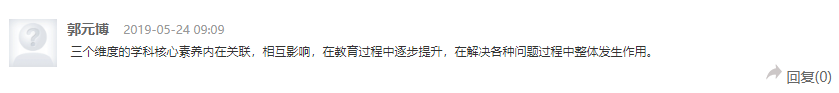 郭元博 2019-05-24 09:09
三个维度的学科核心素养内在关联，相互影响，在教育过程中逐步提升，在解决各种问题过程中整体发生作用。
回复(0)